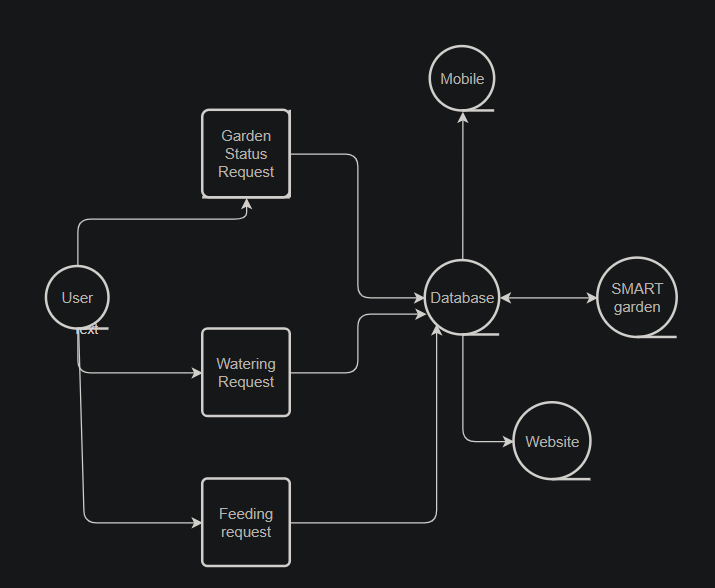 Mobile
Garden
Status
Request
User
Database
SMART
garden
Watering
Request
Website
Feeding
request